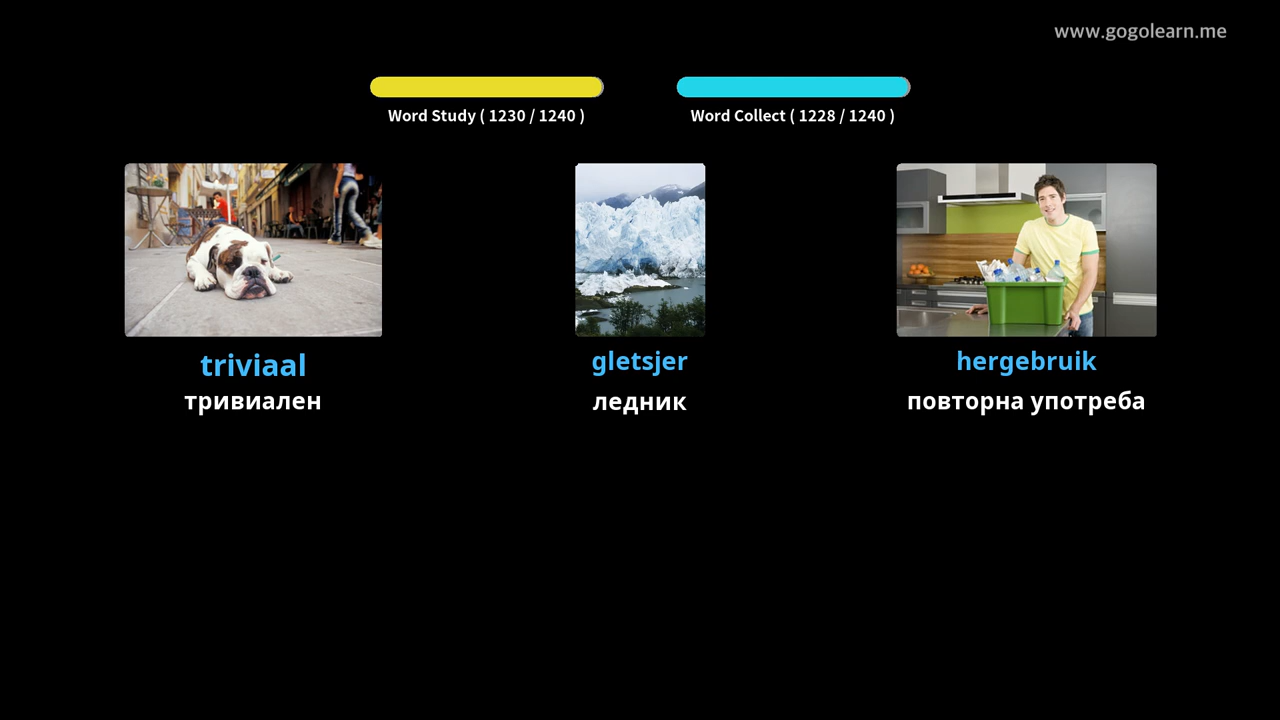 www.gogolearn.me
Word Study ( 1230 / 1240 )
Word Collect ( 1228 / 1240 )
triviaal
gletsjer
hergebruik
тривиален
ледник
повторна употреба